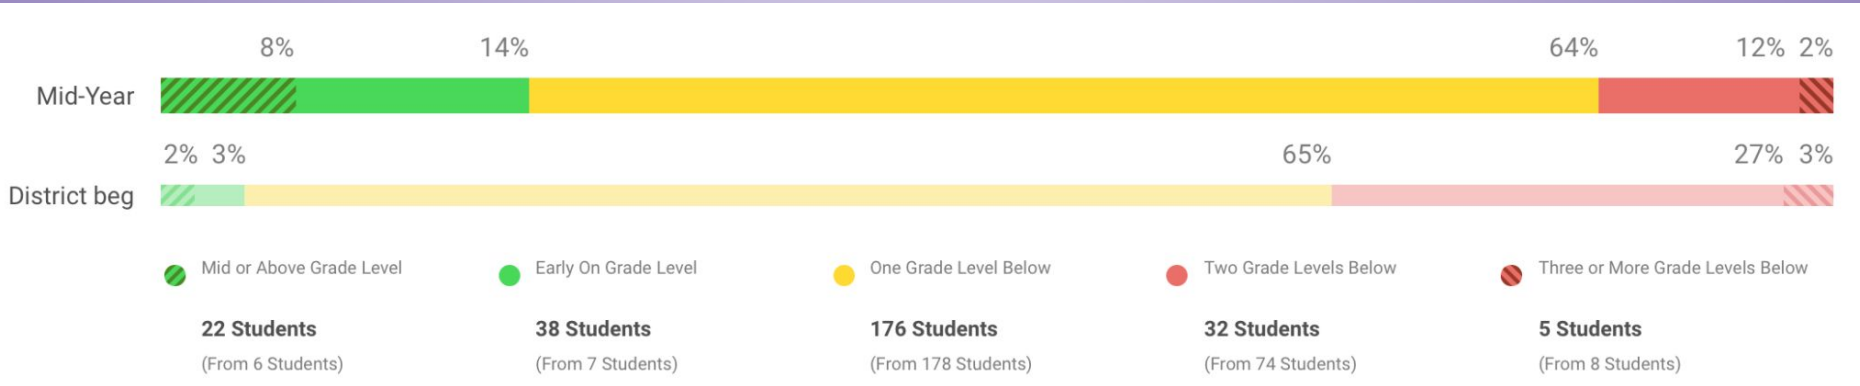 8% 14% 64% 12% 2%
Mid-Year
2% 3% 65% 27% 3%
District beg
Mid or Above Grade Level Early On Grade Level One Grade Level Below Two Grade Levels Below Three or More Grade Levels Below
22 Students 38 Students 176 Students 32 Students 5 Students
(From 6 Students) (From 7 Students) (From 178 Students) (From 74 Students) (From 8 Students)